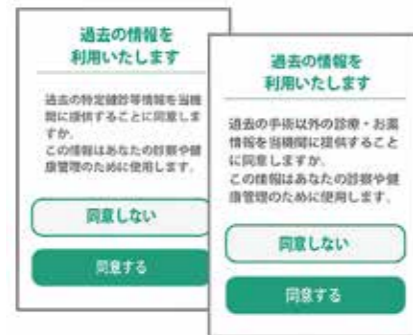 過去の情報を
利用いたします
過去の特定健診等情報を当機
関に提供することに同意しま
すか。
この情報はあなたの診察や健
康管理のために使用します。
同意しない
同意する
過去の情報を
利用いたします
過去の手術以外の診療・お薬
情報を当機関に提供すること
に同意しますか。
この情報はあなたの診察や健
康管理のために使用します。
同意しない
同意する